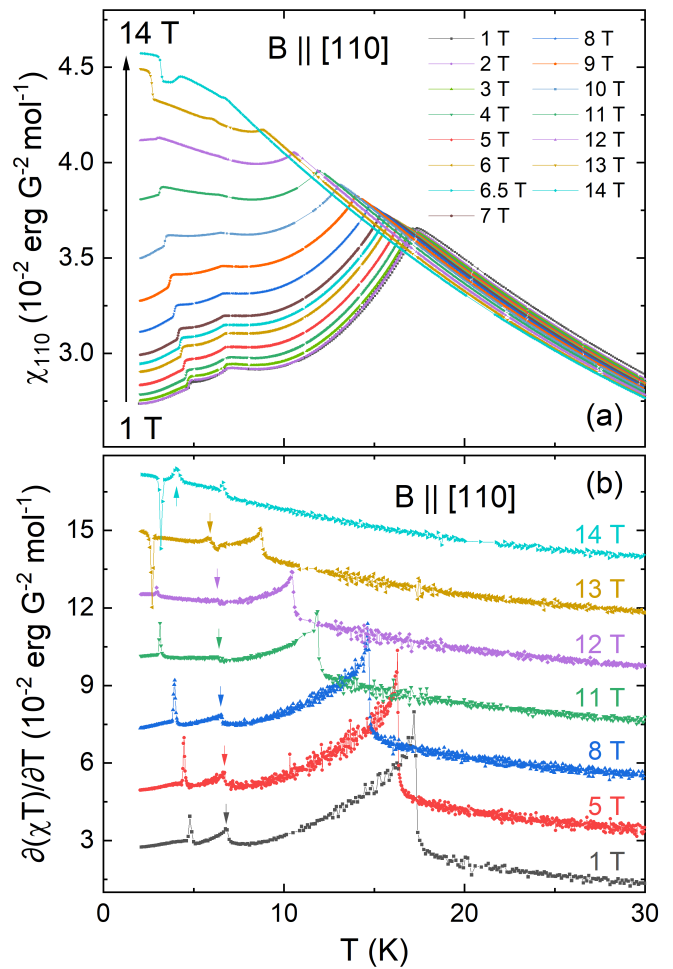 14 T
B || [110]
1 T
2 T
3 T
4 T
5 T
6 T
6.5 T
7 T
8 T
9 T
10 T
11 T
12 T
13 T
14 T
4.5
4.0
3.5
3.0
χ110 (10-2 erg G-2 mol-1)
1 T
(a)
B || [110]
(b)
15
12
9
6
3
∂(χT)/∂T (10-2 erg G-2 mol-1)
14 T
13 T
12 T
11 T
8 T
5 T
1 T
0 5 10 15 20 25 30
T (K)